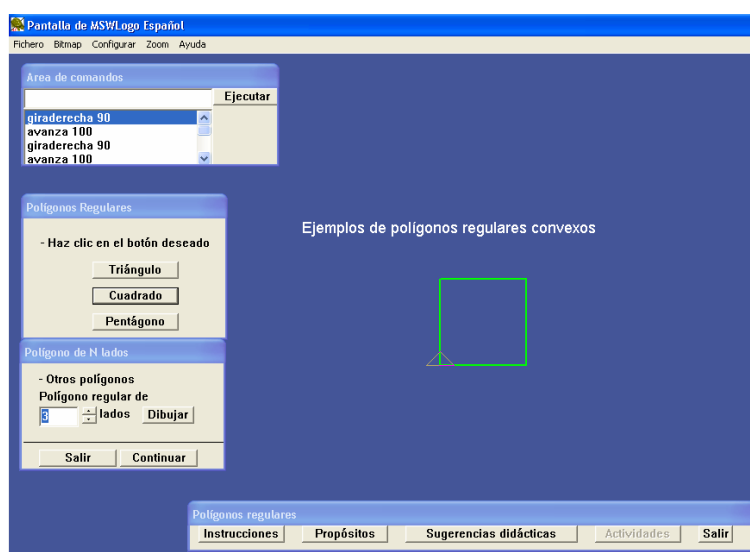 Pantalla de MSWLogo Español
Fichero Bitmap Configurar Zoom Ayuda
Area de comandos
Ejecutar
giraderecha 90
avanza 100
giraderecha 90
avanza 100
Polígonos Regulares
- Haz clic en el botón deseado
Triángulo
Cuadrado
Pentágono
Ejemplos de polígonos regulares convexos
Polígono de N lados
- Otros polígonos
Polígono regular de
3 lados Dibujar
Salir Continuar
Polígonos regulares
Instrucciones Propósitos Sugerencias didácticas Actividades Salir